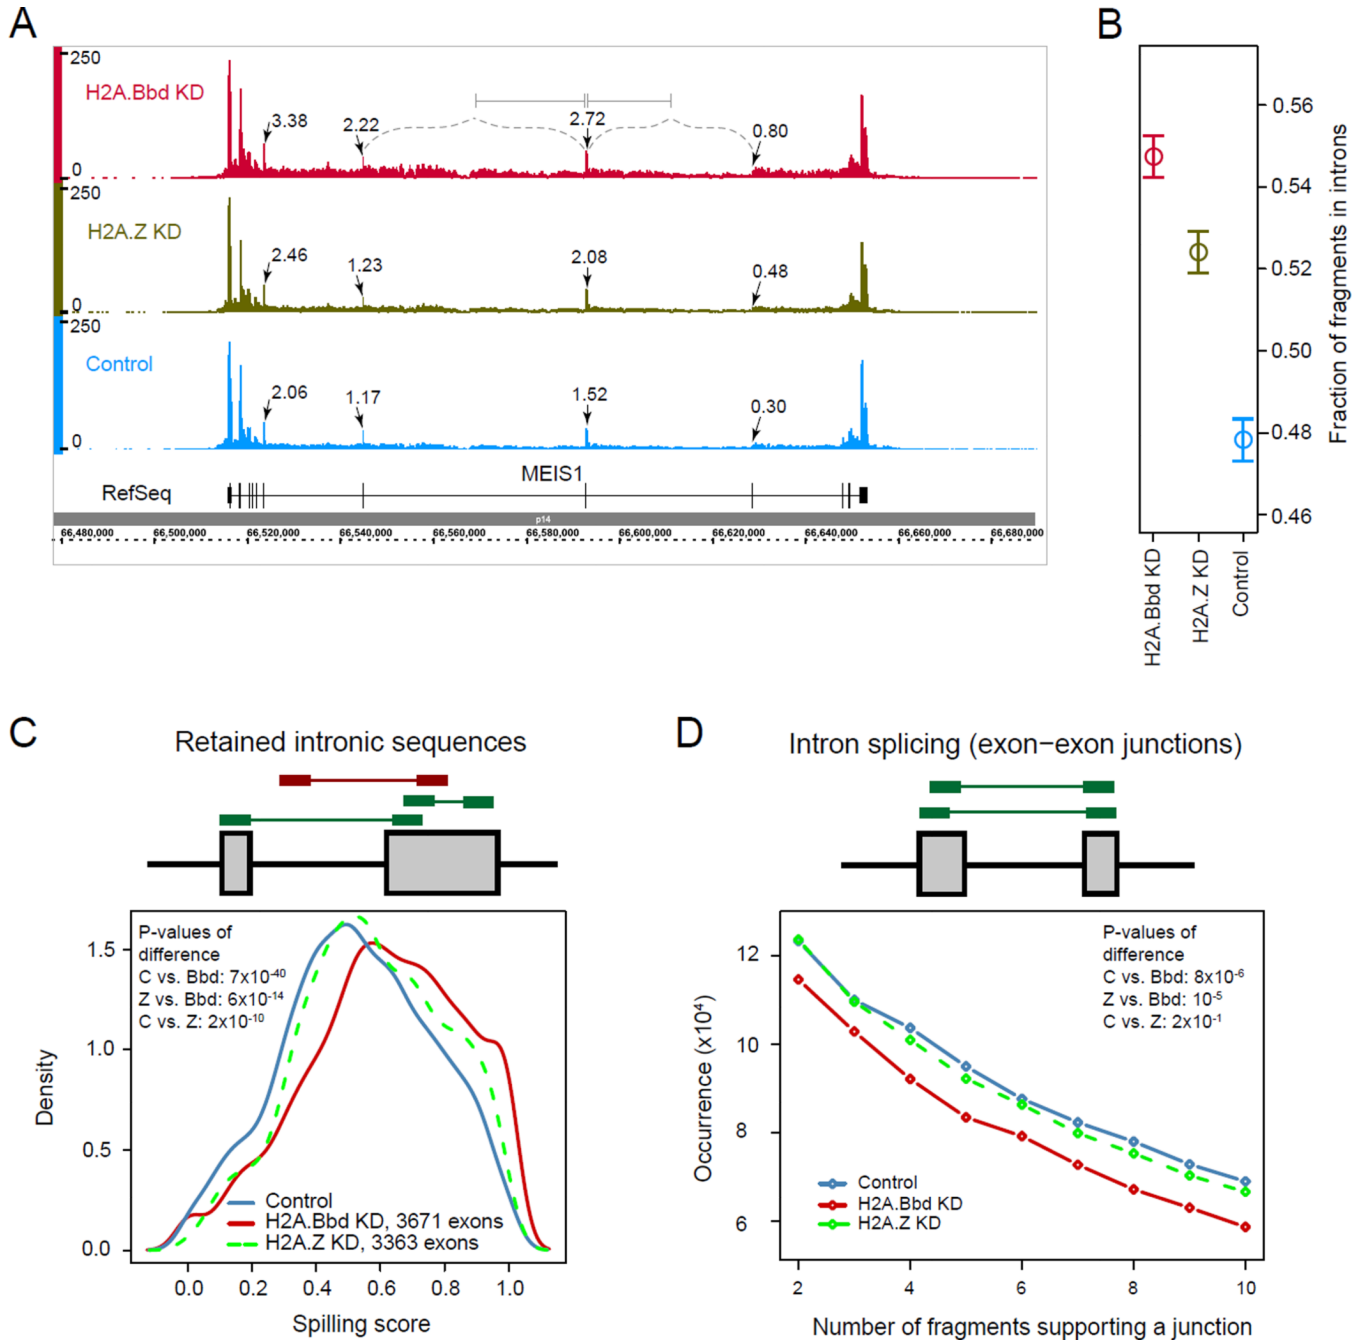 A
250
H2A.Bbd KD
3.38
2.22
2.72
0.80
0
250
H2A.Z KD
2.46
1.23
2.08
0.48
0
250
Control
2.06
1.17
1.52
0.30
0
MEIS1
RefSeq
p14
66,480,000 66,500,000 66,520,000 66,540,000 66,560,000 66,580,000 66,600,000 66,620,000 66,640,000 66,660,000 66,680,000
B
0.56
0.54
0.52
0.50
0.48
0.46
Fraction of fragments in introns
H2A.Bbd KD
H2A.Z KD
Control
C
Retained intronic sequences
P-values of
difference
C vs. Bbd: 7x10⁻⁴⁰
Z vs. Bbd: 6x10⁻¹⁴
C vs. Z: 2x10⁻¹⁰
1.5
1.0
0.5
0.0
Density
Control
H2A.Bbd KD, 3671 exons
H2A.Z KD, 3363 exons
0.0 0.2 0.4 0.6 0.8 1.0
Spilling score
D
Intron splicing (exon−exon junctions)
P-values of
difference
C vs. Bbd: 8x10⁻⁶
Z vs. Bbd: 10⁻⁵
C vs. Z: 2x10⁻¹
12
10
8
6
Occurrence (x10⁴)
Control
H2A.Bbd KD
H2A.Z KD
2 4 6 8 10
Number of fragments supporting a junction